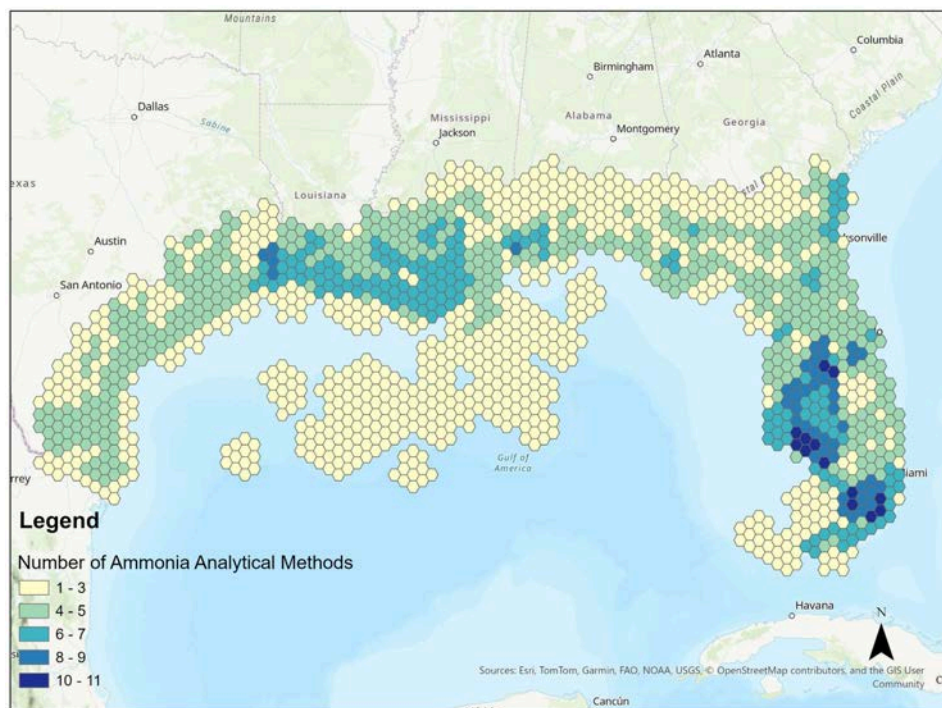 Mountains
Columbia
Atlanta
Birmingham
Coastal Plain
Dallas
Sabine
Mississippi
Alabama
Georgia
Jackson
Montgomery
exas
Louisiana
Austin
San Antonio
Gulf of
America
rrey
iami
Legend
Number of Ammonia Analytical Methods
1 - 3
4 - 5
6 - 7
8 - 9
10 - 11
Havana
N
Sources: Esri, TomTom, Garmin, FAO, NOAA, USGS, © OpenStreetMap contributors, and the GIS User
Community
Cancún